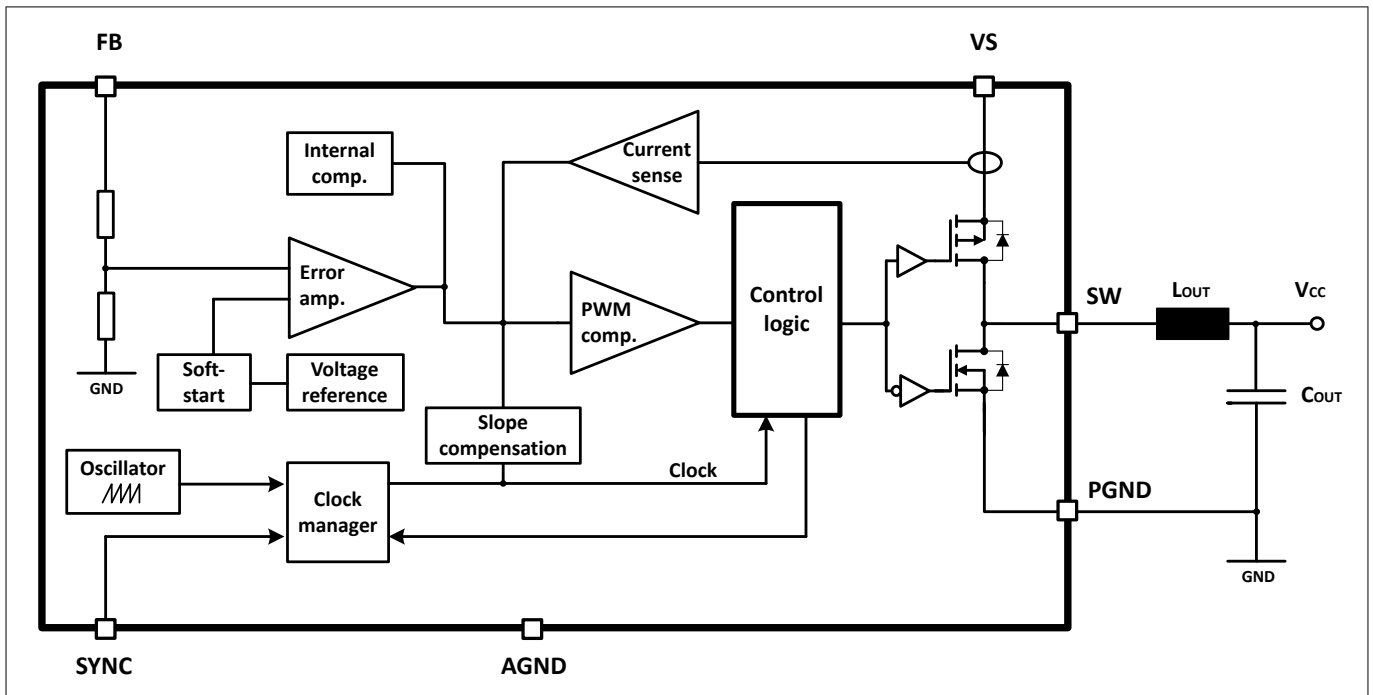 FB
VS
Internal
comp.
Current
sense
Error
amp.
PWM
comp.
Control
logic
SW
LOUT
VCC
COUT
GND
Soft-
start
Voltage
reference
Slope
compensation
Oscillator
Clock
manager
Clock
PGND
GND
SYNC
AGND